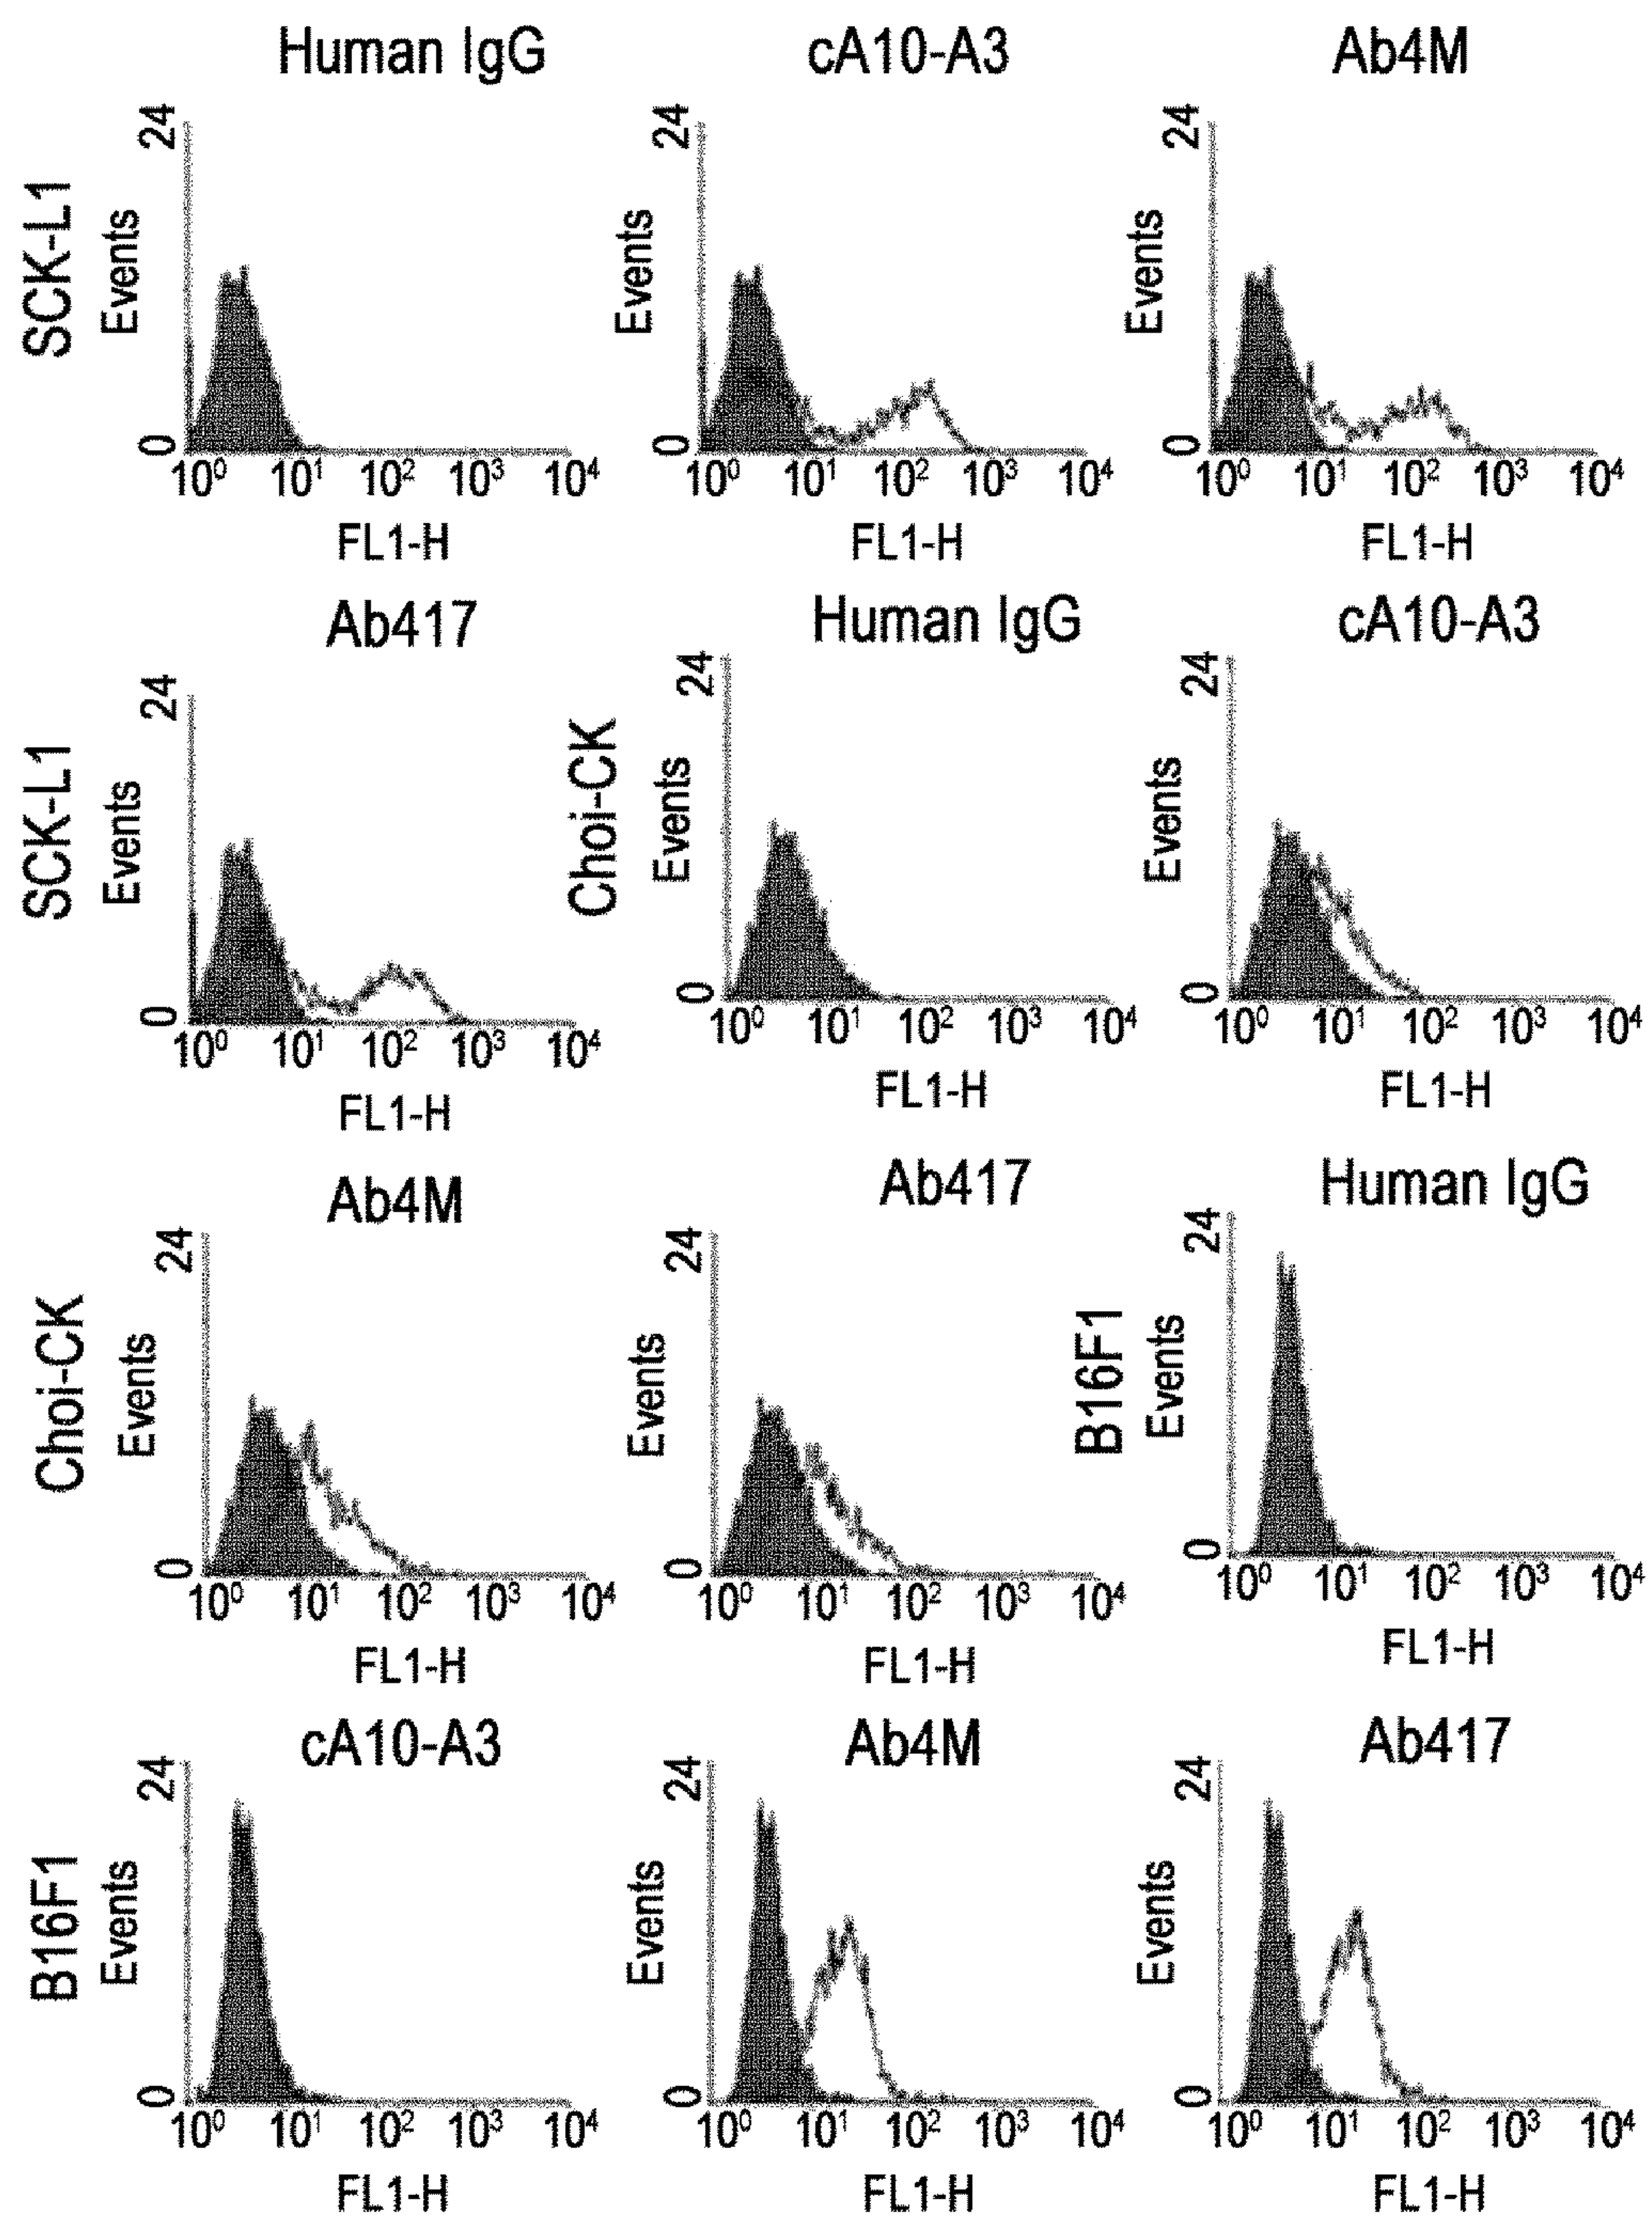 Human IgG cA10-A3 Ab4M
SCK-L1
Events 24 0 Events 24 0 Events 24 0
10⁰ 10¹ 10² 10³ 10⁴ 10⁰ 10¹ 10² 10³ 10⁴ 10⁰ 10¹ 10² 10³ 10⁴
FL1-H FL1-H FL1-H
Ab417 Human IgG cA10-A3
SCK-L1 Choi-CK
Events 24 0 Events 24 0 Events 24 0
10⁰ 10¹ 10² 10³ 10⁴ 10⁰ 10¹ 10² 10³ 10⁴ 10⁰ 10¹ 10² 10³ 10⁴
FL1-H FL1-H FL1-H
Ab4M Ab417 Human IgG
Choi-CK B16F1
Events 24 0 Events 24 0 Events 24 0
10⁰ 10¹ 10² 10³ 10⁴ 10⁰ 10¹ 10² 10³ 10⁴ 10⁰ 10¹ 10² 10³ 10⁴
FL1-H FL1-H FL1-H
cA10-A3 Ab4M Ab417
B16F1
Events 24 0 Events 24 0 Events 24 0
10⁰ 10¹ 10² 10³ 10⁴ 10⁰ 10¹ 10² 10³ 10⁴ 10⁰ 10¹ 10² 10³ 10⁴
FL1-H FL1-H FL1-H